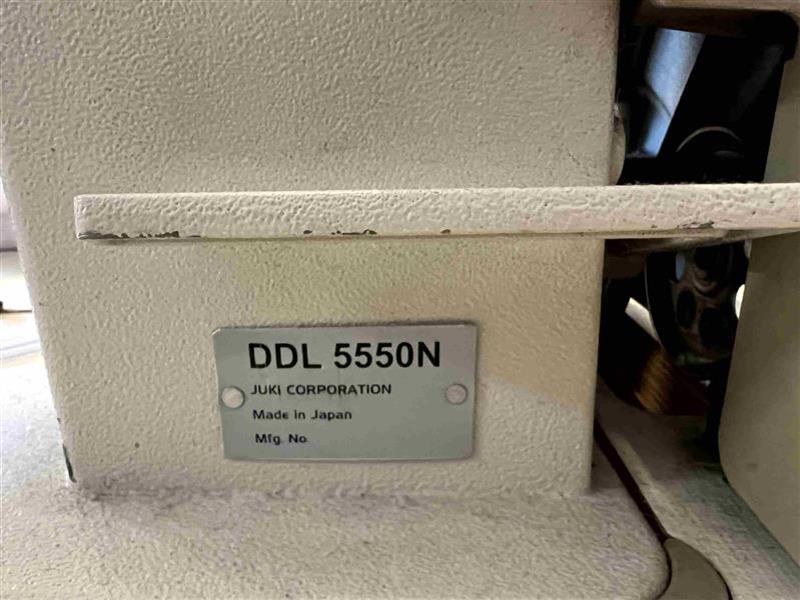 DDL 5550N
JUKI CORPORATION
Made in Japan
Mfg. No.